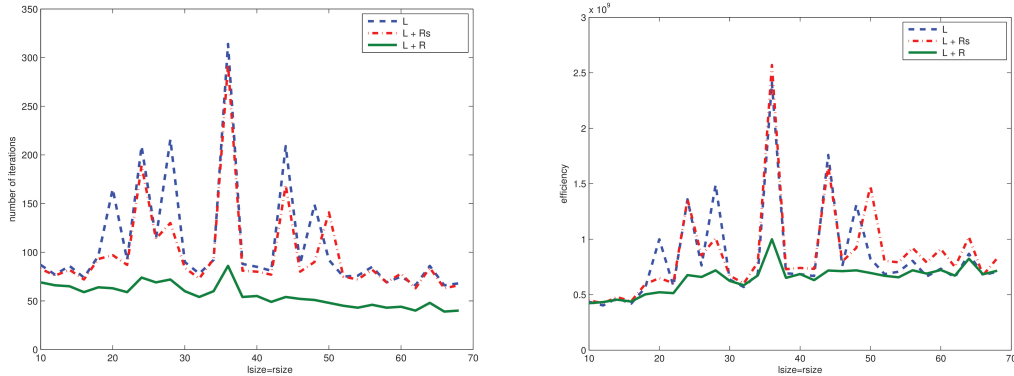 350
300
250
200
150
100
50
0
10 20 30 40 50 60 70
number of iterations
lsize=rsize
L
L + Rs
L + R
x 10^9
3
2.5
2
1.5
1
0.5
0
10 20 30 40 50 60 70
efficiency
lsize=rsize
L
L + Rs
L + R